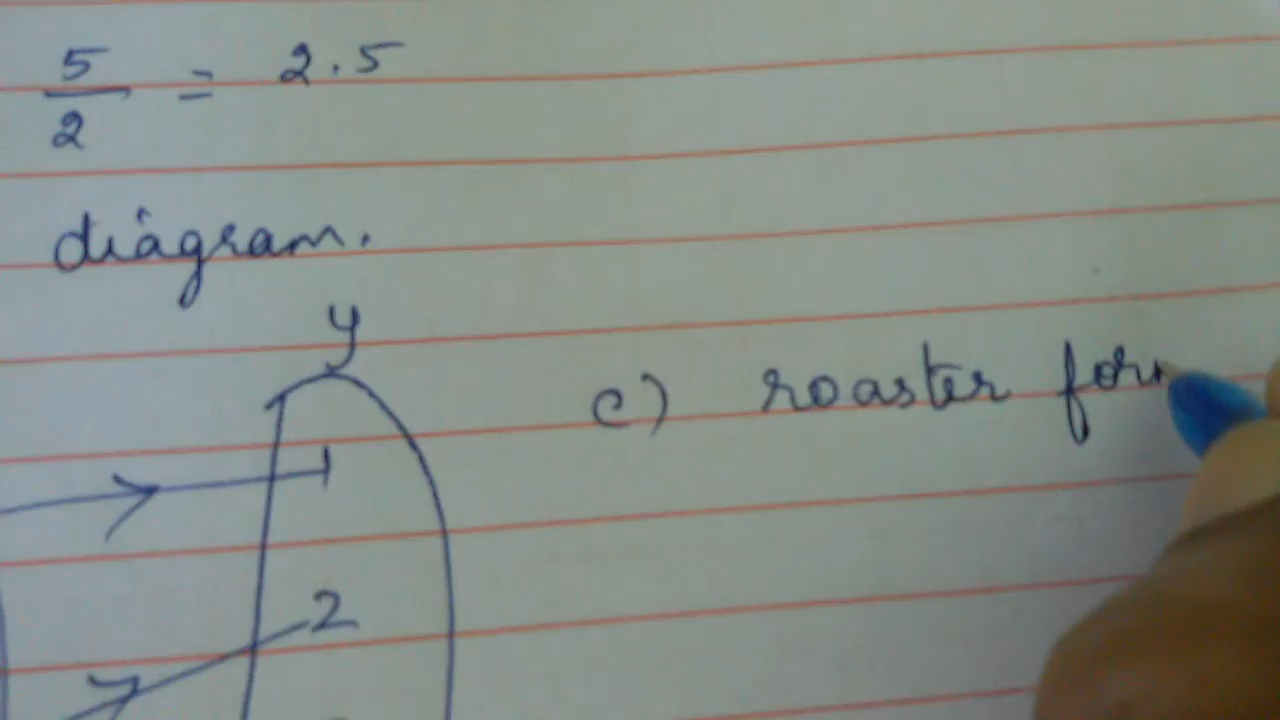 5/2 = 2.5
diagram.
y
c) roaster for
1
2